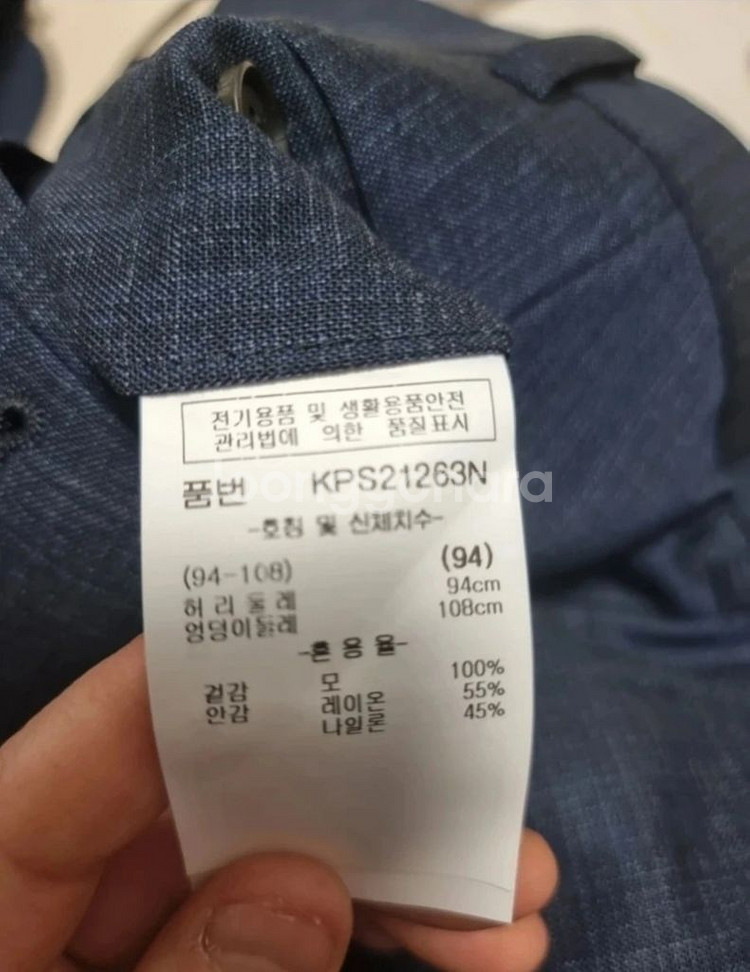 전기용품 및 생활용품안전
관리법에 의한 품질표시
품번 KPS21263N
-호칭 및 신체치수-
(94-108) (94)
허리둘레 94cm
엉덩이둘레 108cm
-혼용율-
겉감 모 100%
안감 레이온 55%
나일론 45%